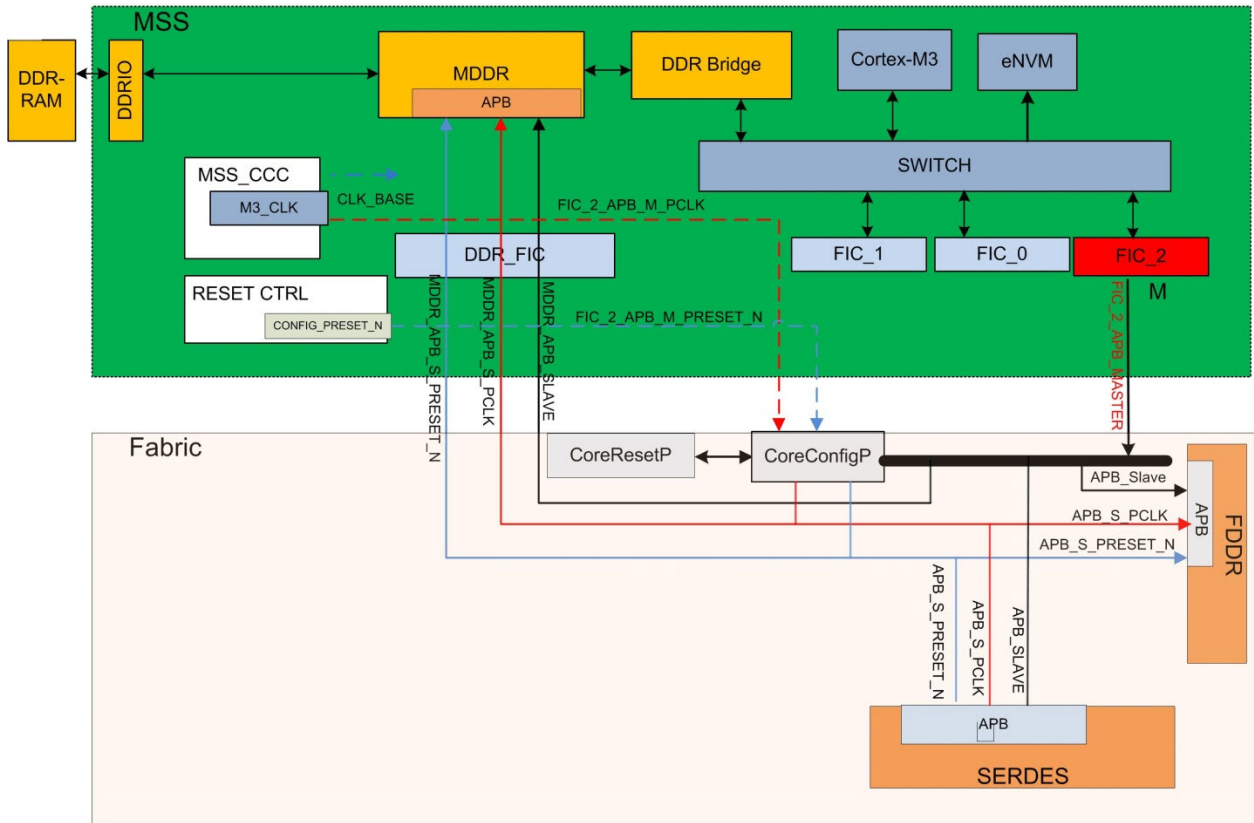 MSS
DDR-
RAM
DDRIO
MDDR
APB
DDR Bridge
Cortex-M3
eNVM
SWITCH
MSS_CCC
M3_CLK
CLK_BASE
FIC_2_APB_M_PCLK
DDR_FIC
FIC_1
FIC_0
FIC_2
M
RESET CTRL
CONFIG_PRESET_N
FIC_2_APB_M_PRESET_N
MDDR_APB_S_PRESET_N
MDDR_APB_S_PCLK
MDDR_APB_SLAVE
FIC_2_APB_MASTER
Fabric
CoreResetP
CoreConfigP
APB_Slave
APB_S_PCLK
APB_S_PRESET_N
APB
FDDR
APB_S_PRESET_N
APB_S_PCLK
APB_SLAVE
APB
SERDES